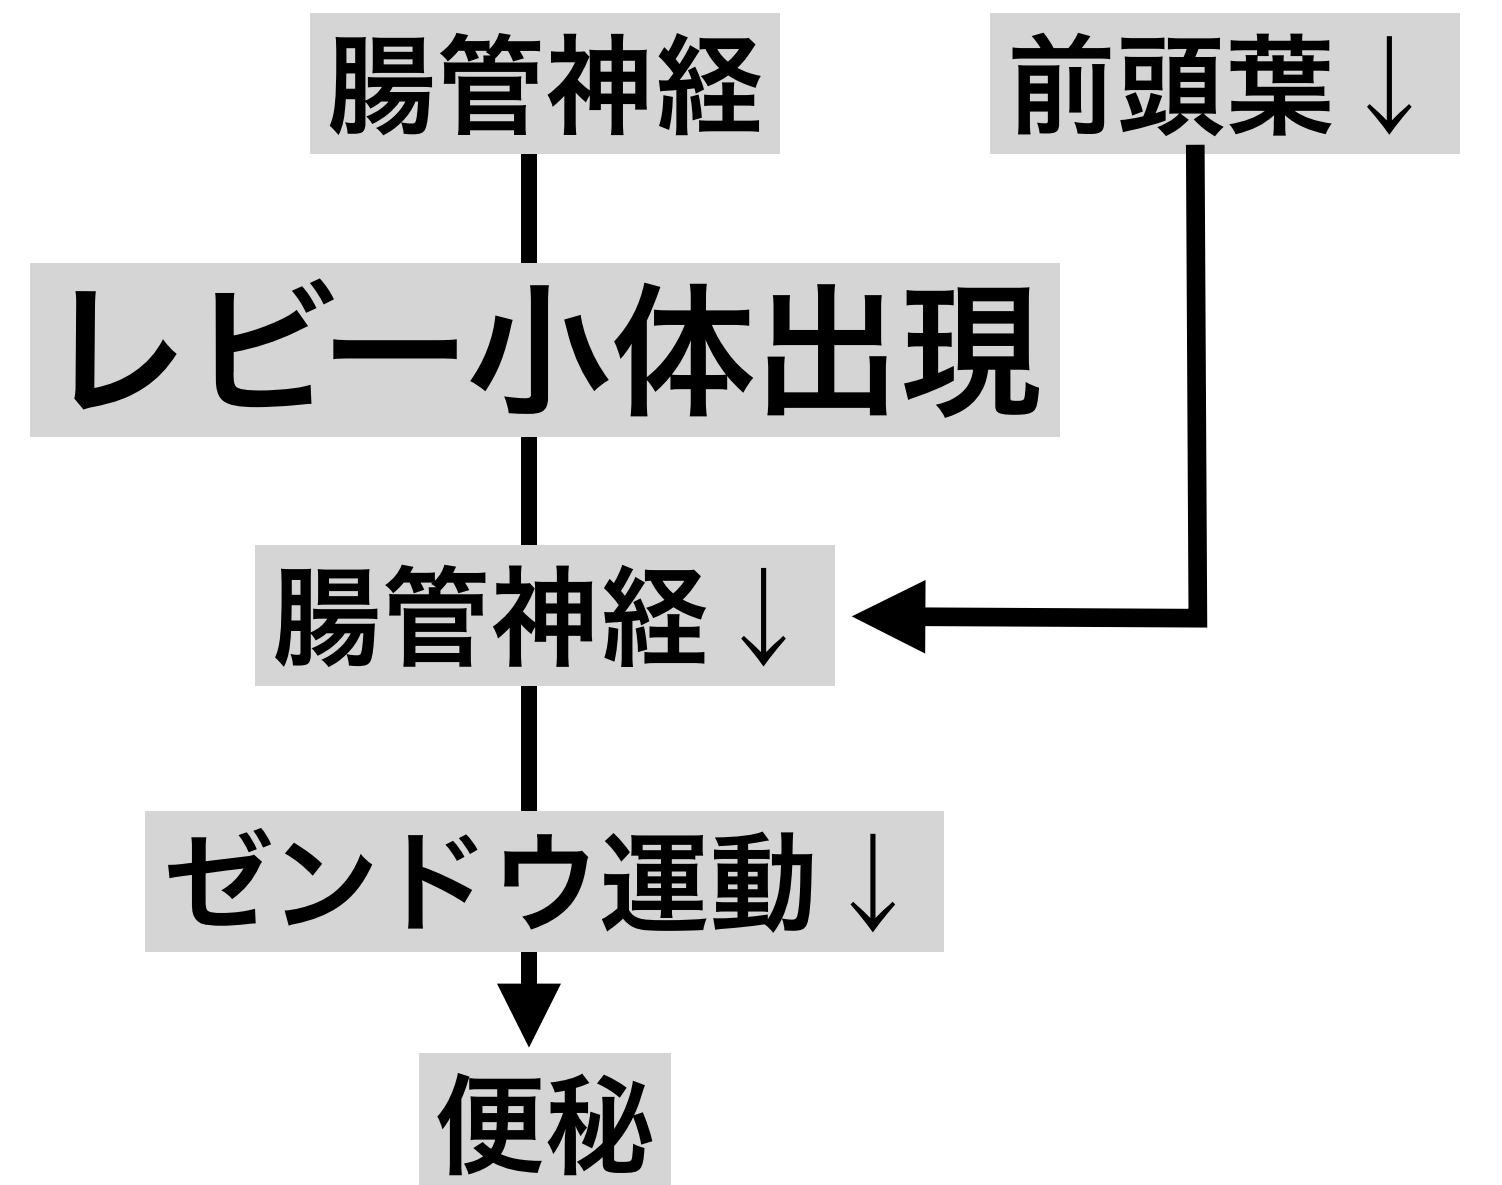 腸管神経
前頭葉↓
レビー小体出現
腸管神経↓
ゼンドウ運動↓
便秘